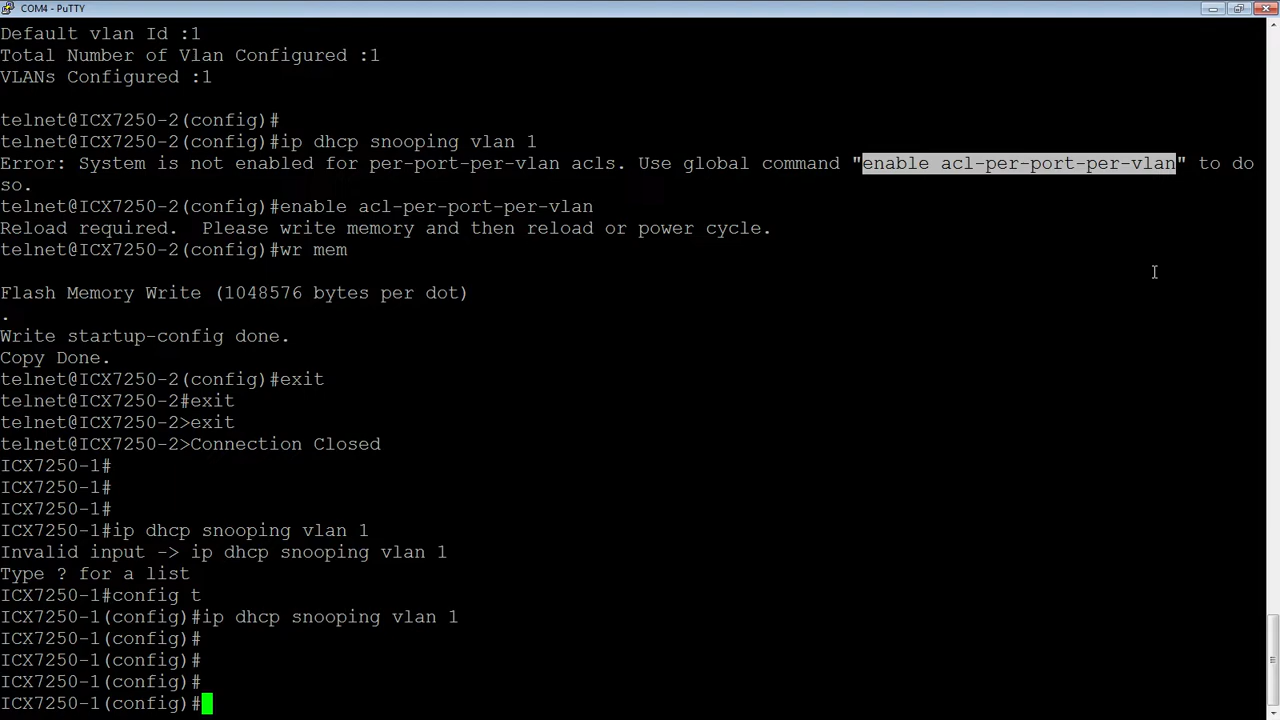 COM4 - PuTTY
Default vlan Id :1
Total Number of Vlan Configured :1
VLANs Configured :1
telnet@ICX7250-2(config)#
telnet@ICX7250-2(config)#ip dhcp snooping vlan 1
Error: System is not enabled for per-port-per-vlan acls. Use global command "enable acl-per-port-per-vlan" to do
so.
telnet@ICX7250-2(config)#enable acl-per-port-per-vlan
Reload required.  Please write memory and then reload or power cycle.
telnet@ICX7250-2(config)#wr mem
Flash Memory Write (1048576 bytes per dot)
.
Write startup-config done.
Copy Done.
telnet@ICX7250-2(config)#exit
telnet@ICX7250-2#exit
telnet@ICX7250-2>exit
telnet@ICX7250-2>Connection Closed
ICX7250-1#
ICX7250-1#
ICX7250-1#
ICX7250-1#ip dhcp snooping vlan 1
Invalid input -> ip dhcp snooping vlan 1
Type ? for a list
ICX7250-1#config t
ICX7250-1(config)#ip dhcp snooping vlan 1
ICX7250-1(config)#
ICX7250-1(config)#
ICX7250-1(config)#
ICX7250-1(config)#